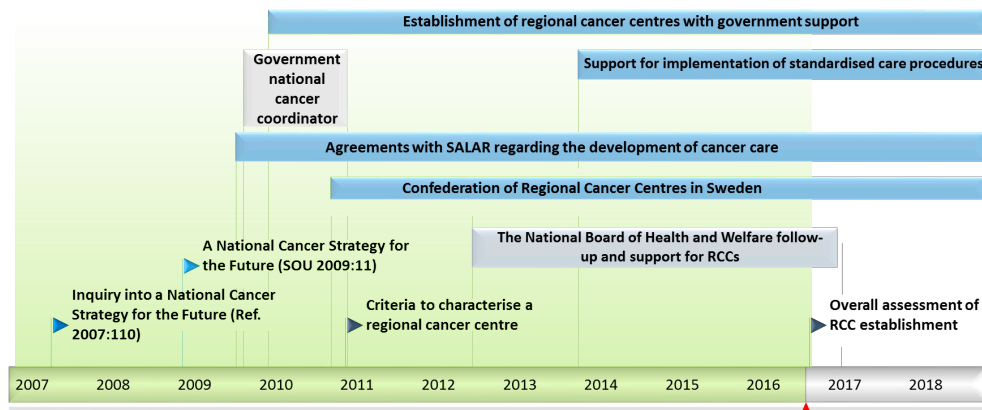 Establishment of regional cancer centres with government support
Government
national
cancer
coordinator
Support for implementation of standardised care procedures
Agreements with SALAR regarding the development of cancer care
Confederation of Regional Cancer Centres in Sweden
A National Cancer Strategy for
the Future (SOU 2009:11)
The National Board of Health and Welfare follow-
up and support for RCCs
Inquiry into a National Cancer
Strategy for the Future (Ref.
2007:110)
Criteria to characterise a
regional cancer centre
Overall assessment of
RCC establishment
2007 2008 2009 2010 2011 2012 2013 2014 2015 2016 2017 2018